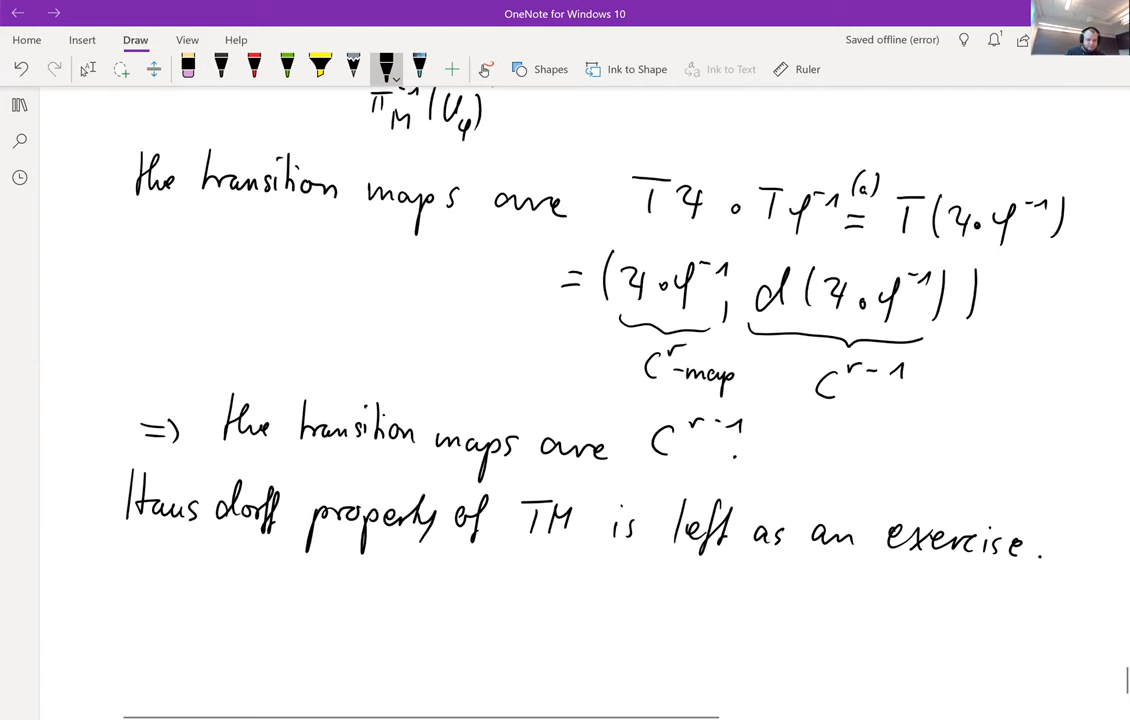 OneNote for Windows 10
Home Insert Draw View Help Saved offline (error)
Shapes Ink to Shape Ink to Text Ruler
π_M^{-1}(U_φ)
the transition maps are Tψ ∘ Tφ^{-1} =^{(a)} T(ψ∘φ^{-1})
= (ψ∘φ^{-1}, d(ψ∘φ^{-1}))
C^r-map C^{r-1}
⇒ the transition maps are C^{r-1}.
Hausdorff property of TM is left as an exercise.